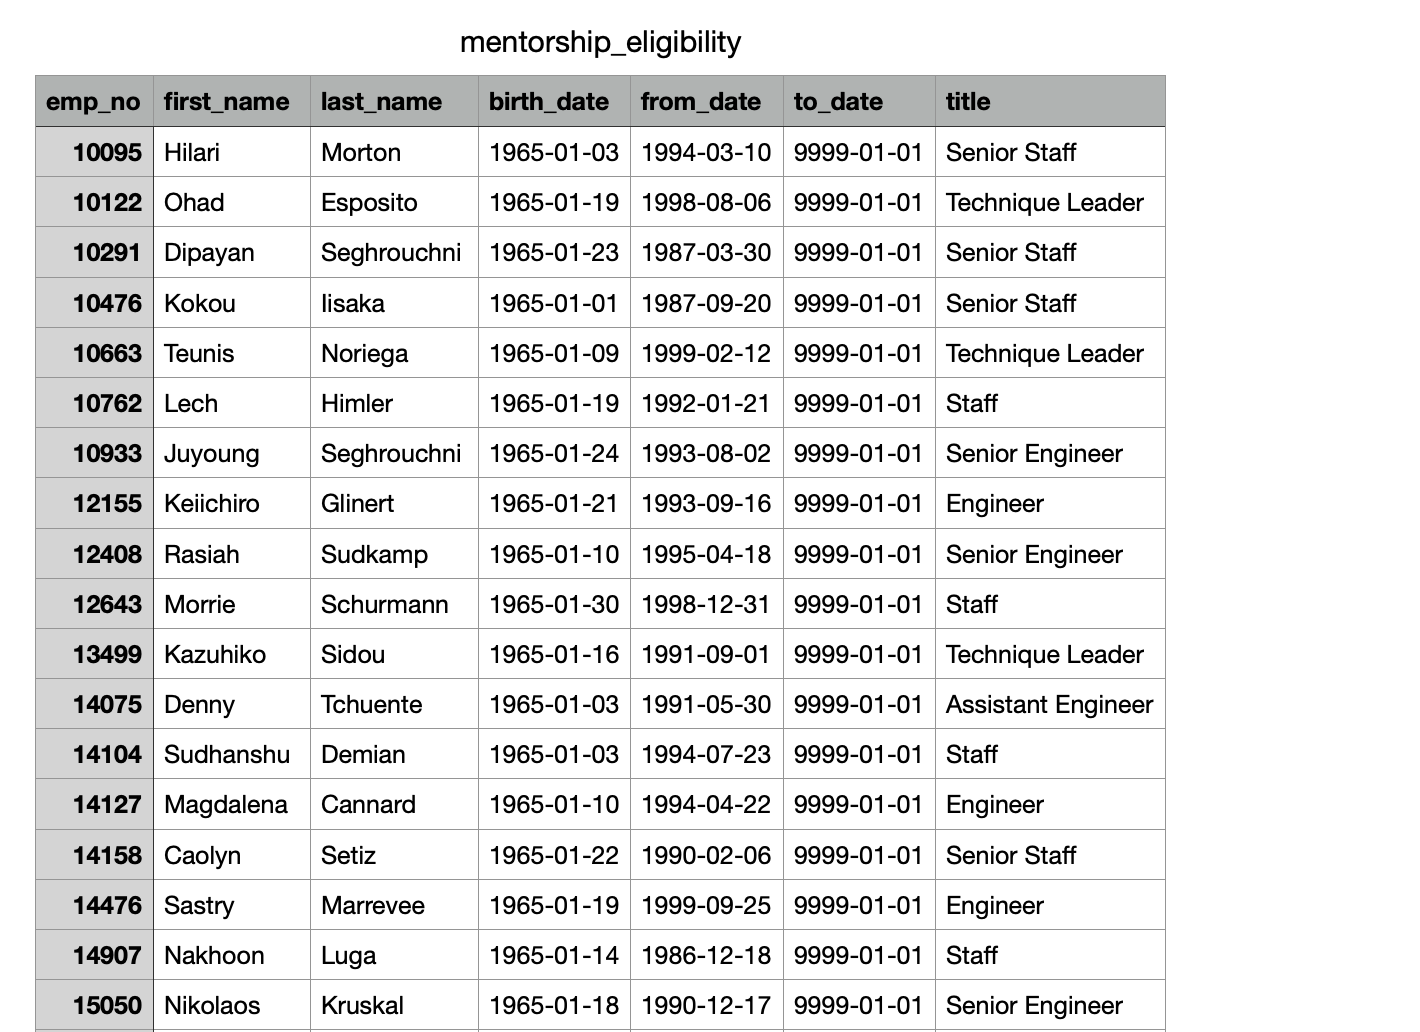 mentorship_eligibility
emp_no first_name last_name birth_date from_date to_date title
10095 Hilari Morton 1965-01-03 1994-03-10 9999-01-01 Senior Staff
10122 Ohad Esposito 1965-01-19 1998-08-06 9999-01-01 Technique Leader
10291 Dipayan Seghrouchni 1965-01-23 1987-03-30 9999-01-01 Senior Staff
10476 Kokou Iisaka 1965-01-01 1987-09-20 9999-01-01 Senior Staff
10663 Teunis Noriega 1965-01-09 1999-02-12 9999-01-01 Technique Leader
10762 Lech Himler 1965-01-19 1992-01-21 9999-01-01 Staff
10933 Juyoung Seghrouchni 1965-01-24 1993-08-02 9999-01-01 Senior Engineer
12155 Keiichiro Glinert 1965-01-21 1993-09-16 9999-01-01 Engineer
12408 Rasiah Sudkamp 1965-01-10 1995-04-18 9999-01-01 Senior Engineer
12643 Morrie Schurmann 1965-01-30 1998-12-31 9999-01-01 Staff
13499 Kazuhiko Sidou 1965-01-16 1991-09-01 9999-01-01 Technique Leader
14075 Denny Tchuente 1965-01-03 1991-05-30 9999-01-01 Assistant Engineer
14104 Sudhanshu Demian 1965-01-03 1994-07-23 9999-01-01 Staff
14127 Magdalena Cannard 1965-01-10 1994-04-22 9999-01-01 Engineer
14158 Caolyn Setiz 1965-01-22 1990-02-06 9999-01-01 Senior Staff
14476 Sastry Marrevee 1965-01-19 1999-09-25 9999-01-01 Engineer
14907 Nakhoon Luga 1965-01-14 1986-12-18 9999-01-01 Staff
15050 Nikolaos Kruskal 1965-01-18 1990-12-17 9999-01-01 Senior Engineer